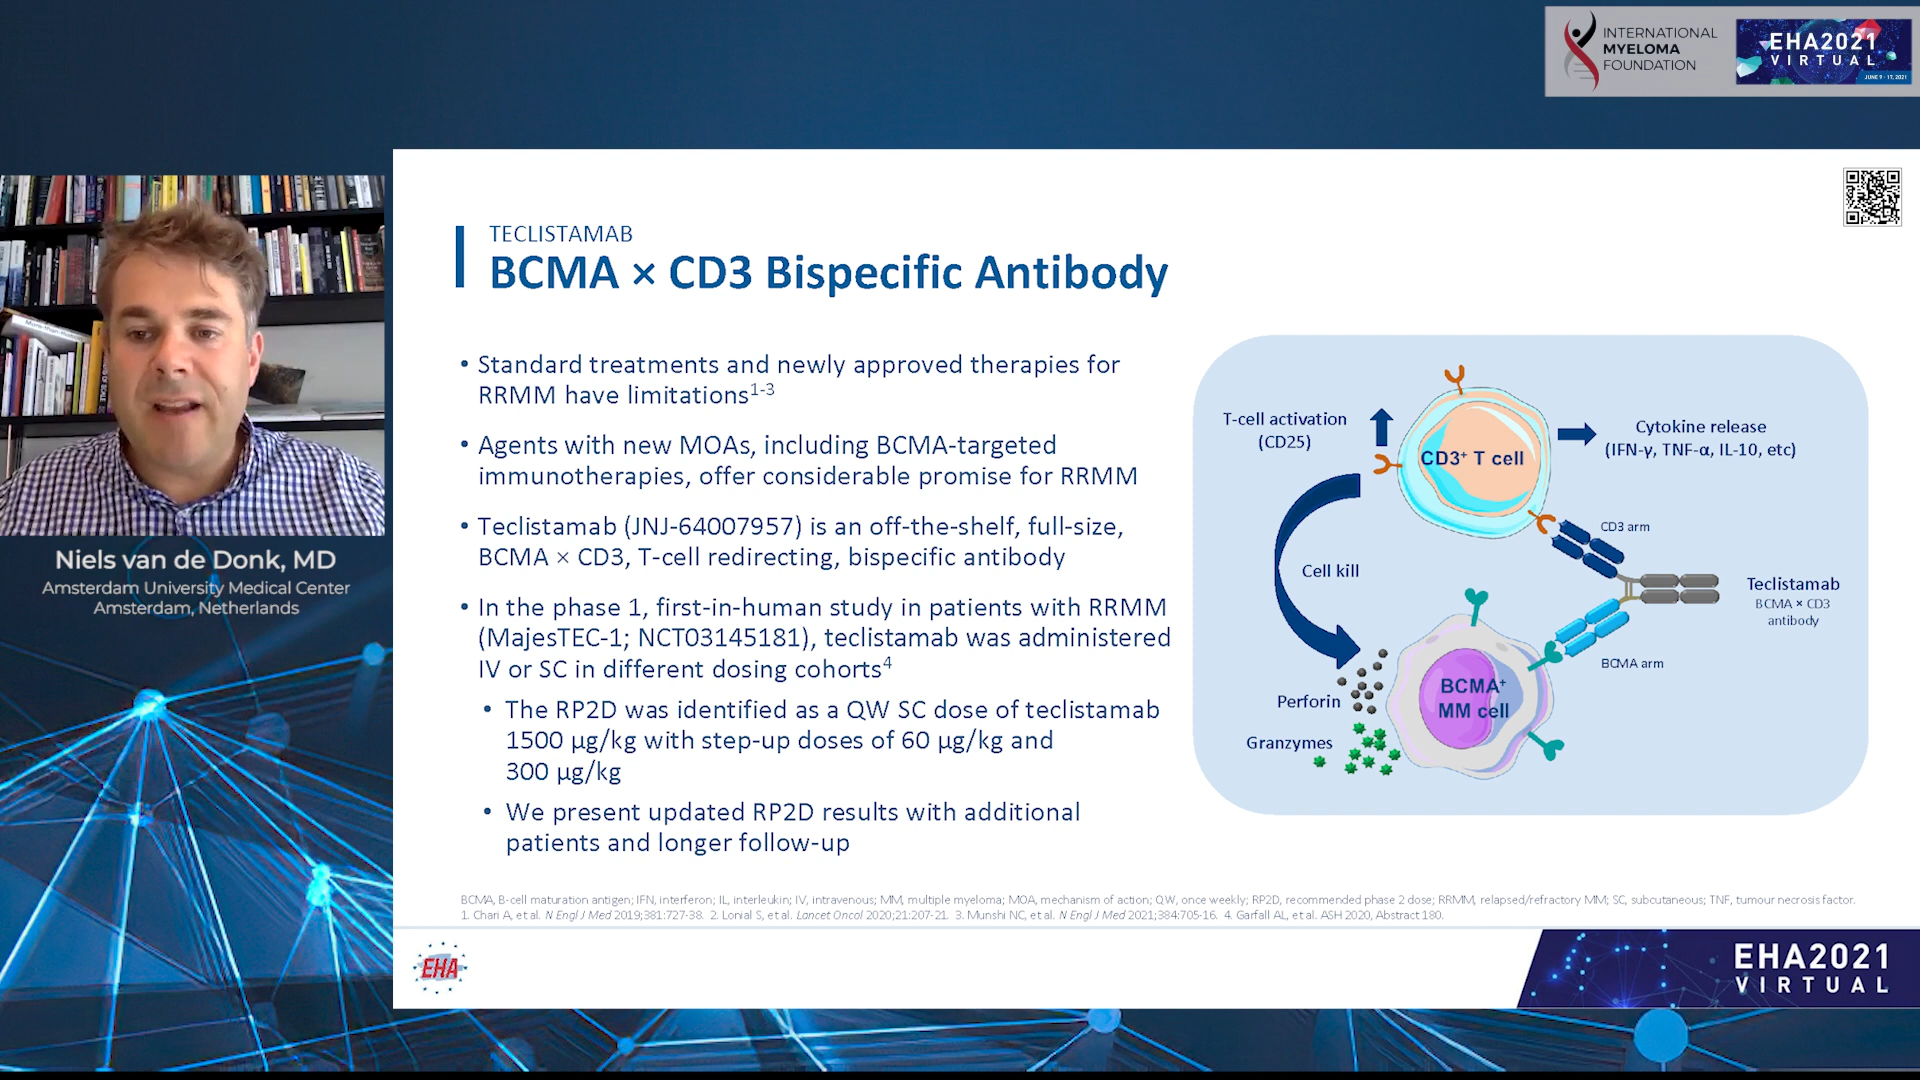 INTERNATIONAL
MYELOMA
FOUNDATION
EHA2021
VIRTUAL
JUNE 9 - 17, 2021
Niels van de Donk, MD
Amsterdam University Medical Center
Amsterdam, Netherlands
TECLISTAMAB
BCMA × CD3 Bispecific Antibody
• Standard treatments and newly approved therapies for
RRMM have limitations1-3
• Agents with new MOAs, including BCMA-targeted
immunotherapies, offer considerable promise for RRMM
• Teclistamab (JNJ-64007957) is an off-the-shelf, full-size,
BCMA × CD3, T-cell redirecting, bispecific antibody
• In the phase 1, first-in-human study in patients with RRMM
(MajesTEC-1; NCT03145181), teclistamab was administered
IV or SC in different dosing cohorts4
• The RP2D was identified as a QW SC dose of teclistamab
1500 µg/kg with step-up doses of 60 µg/kg and
300 µg/kg
• We present updated RP2D results with additional
patients and longer follow-up
T-cell activation
(CD25)
CD3+ T cell
Cytokine release
(IFN-γ, TNF-α, IL-10, etc)
CD3 arm
Cell kill
Teclistamab
BCMA × CD3
antibody
BCMA arm
BCMA+
MM cell
Perforin
Granzymes
BCMA, B-cell maturation antigen; IFN, interferon; IL, interleukin; IV, intravenous; MM, multiple myeloma; MOA, mechanism of action; QW, once weekly; RP2D, recommended phase 2 dose; RRMM, relapsed/refractory MM; SC, subcutaneous; TNF, tumour necrosis factor.
1. Chari A, et al. N Engl J Med 2019;381:727-38. 2. Lonial S, et al. Lancet Oncol 2020;21:207-21. 3. Munshi NC, et al. N Engl J Med 2021;384:705-16. 4. Garfall AL, et al. ASH 2020, Abstract 180.
EHA
EHA2021
VIRTUAL